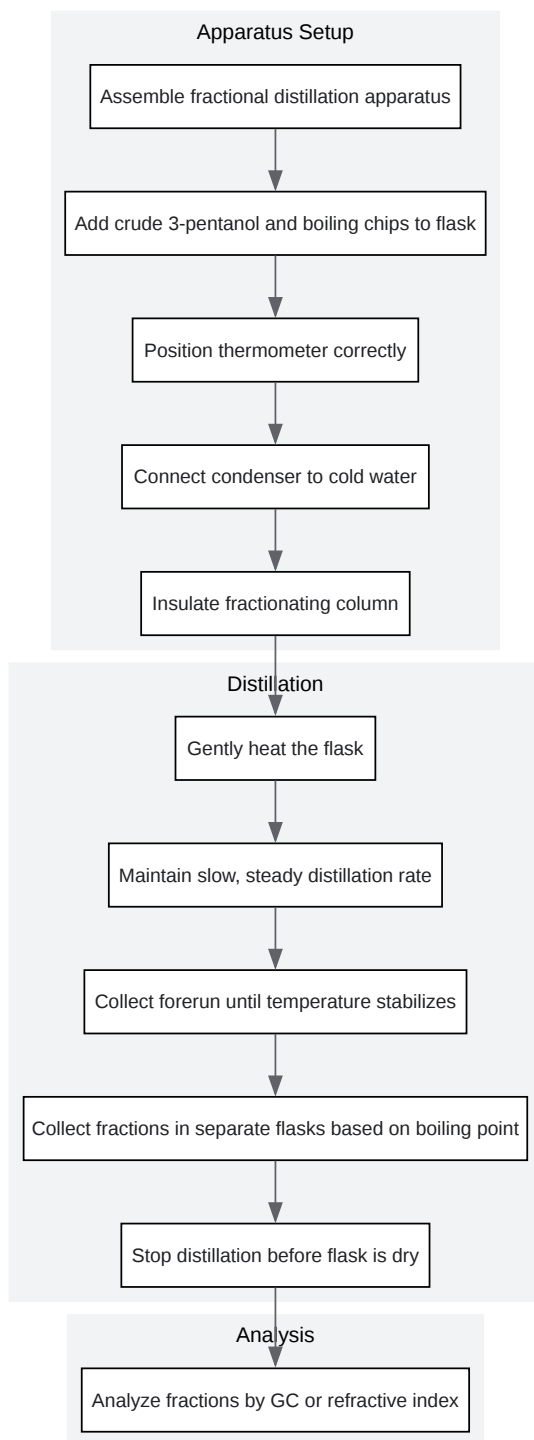 Apparatus Setup
Assemble fractional distillation apparatus
Add crude 3-pentanol and boiling chips to flask
Position thermometer correctly
Connect condenser to cold water
Insulate fractionating column
Distillation
Gently heat the flask
Maintain slow, steady distillation rate
Collect forerun until temperature stabilizes
Collect fractions in separate flasks based on boiling point
Stop distillation before flask is dry
Analysis
Analyze fractions by GC or refractive index